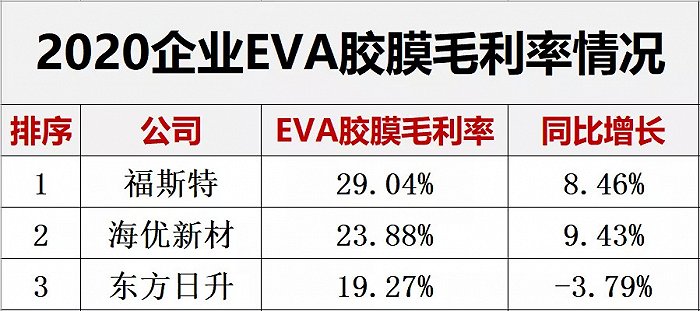 2020企业EVA胶膜毛利率情况
排序 公司 EVA胶膜毛利率 同比增长
1 福斯特 29.04% 8.46%
2 海优新材 23.88% 9.43%
3 东方日升 19.27% -3.79%